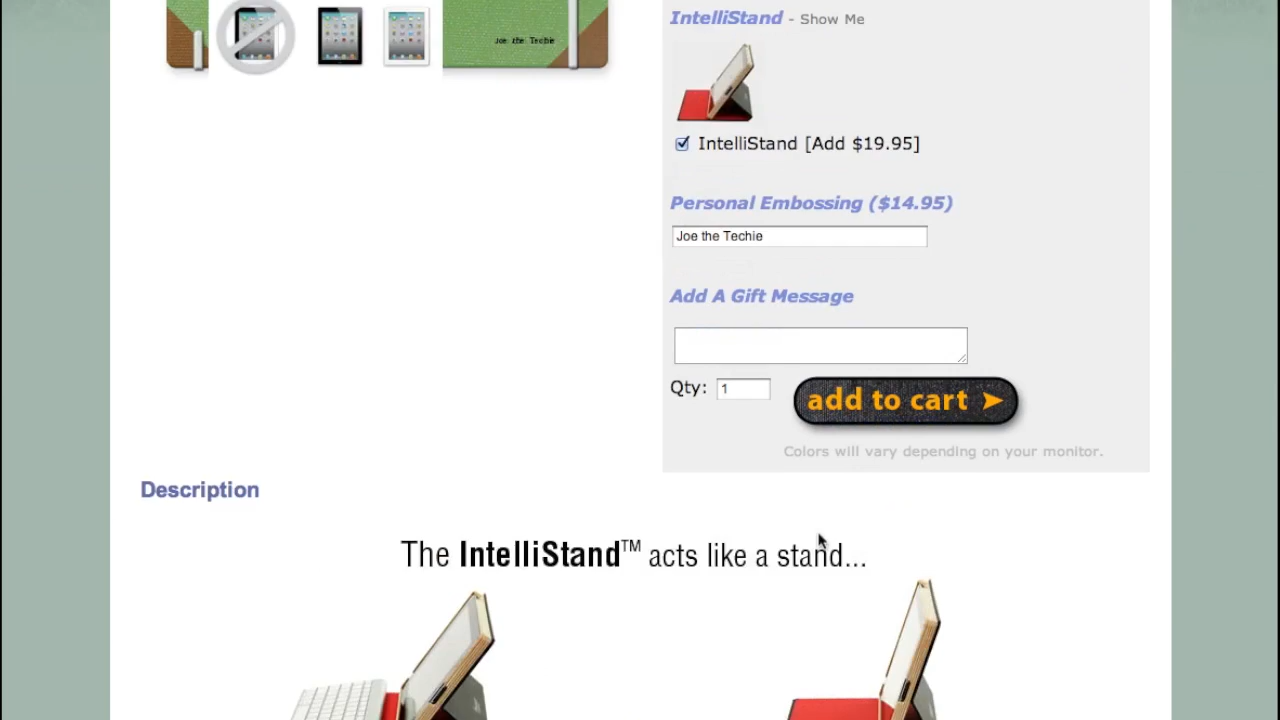 IntelliStand - Show Me
Joe the Techie
IntelliStand [Add $19.95]
Personal Embossing ($14.95)
Joe the Techie
Add A Gift Message
Qty: 1
add to cart ➤
Colors will vary depending on your monitor.
Description
The IntelliStand™ acts like a stand...